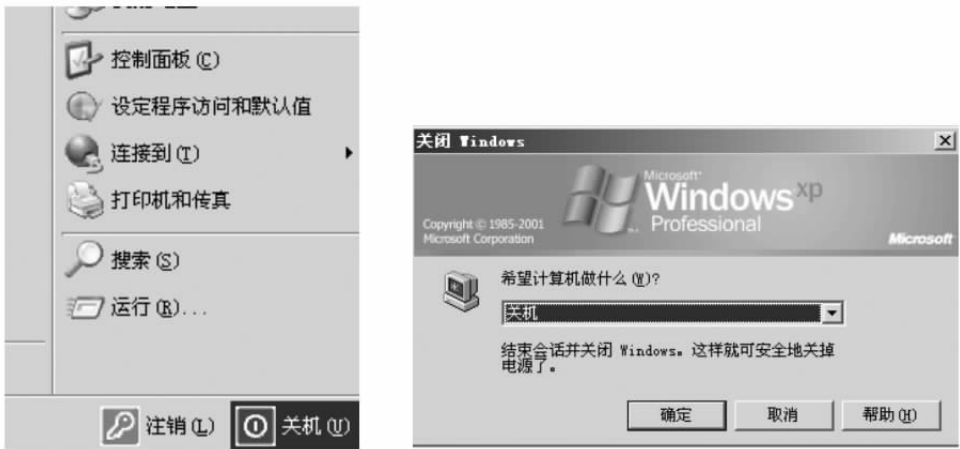 控制面板(C)
设定程序访问和默认值
连接到(T)
打印机和传真
搜索(S)
运行(R)...
注销(L)
关机(U)
关闭 Windows
Microsoft
Windows xp
Professional
Copyright © 1985-2001
Microsoft Corporation
Microsoft
希望计算机做什么(W)?
关机
结束会话并关闭 Windows。这样就可安全地关掉
电源了。
确定
取消
帮助(H)